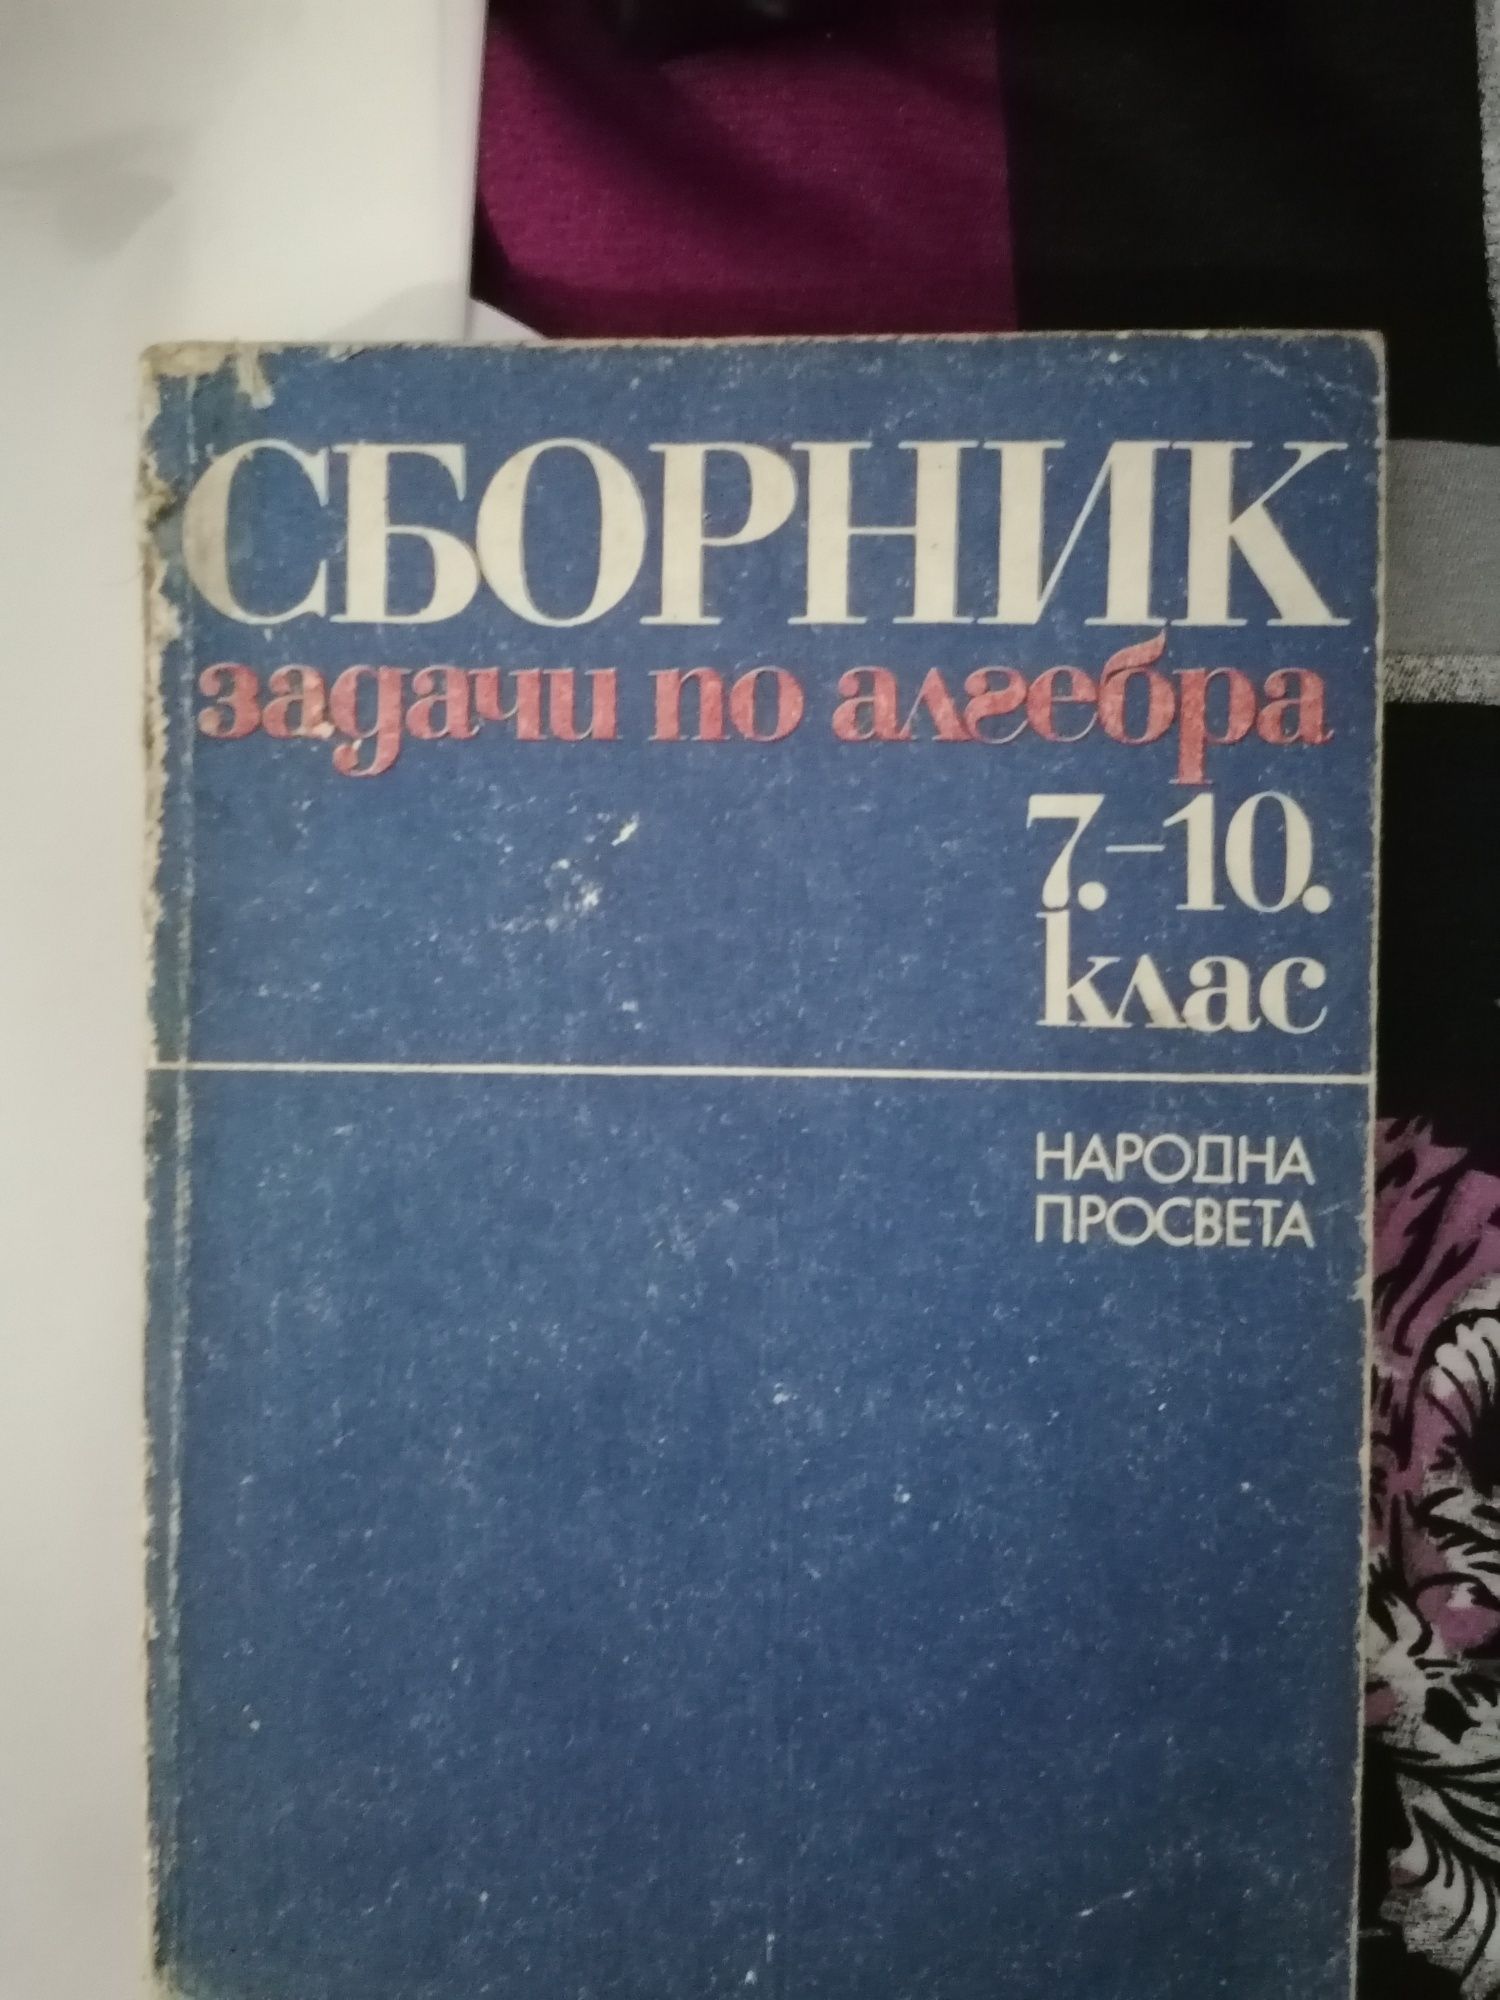 СБОРНИК
задачи по алгебра
7.–10.
клас
НАРОДНА
ПРОСВЕТА